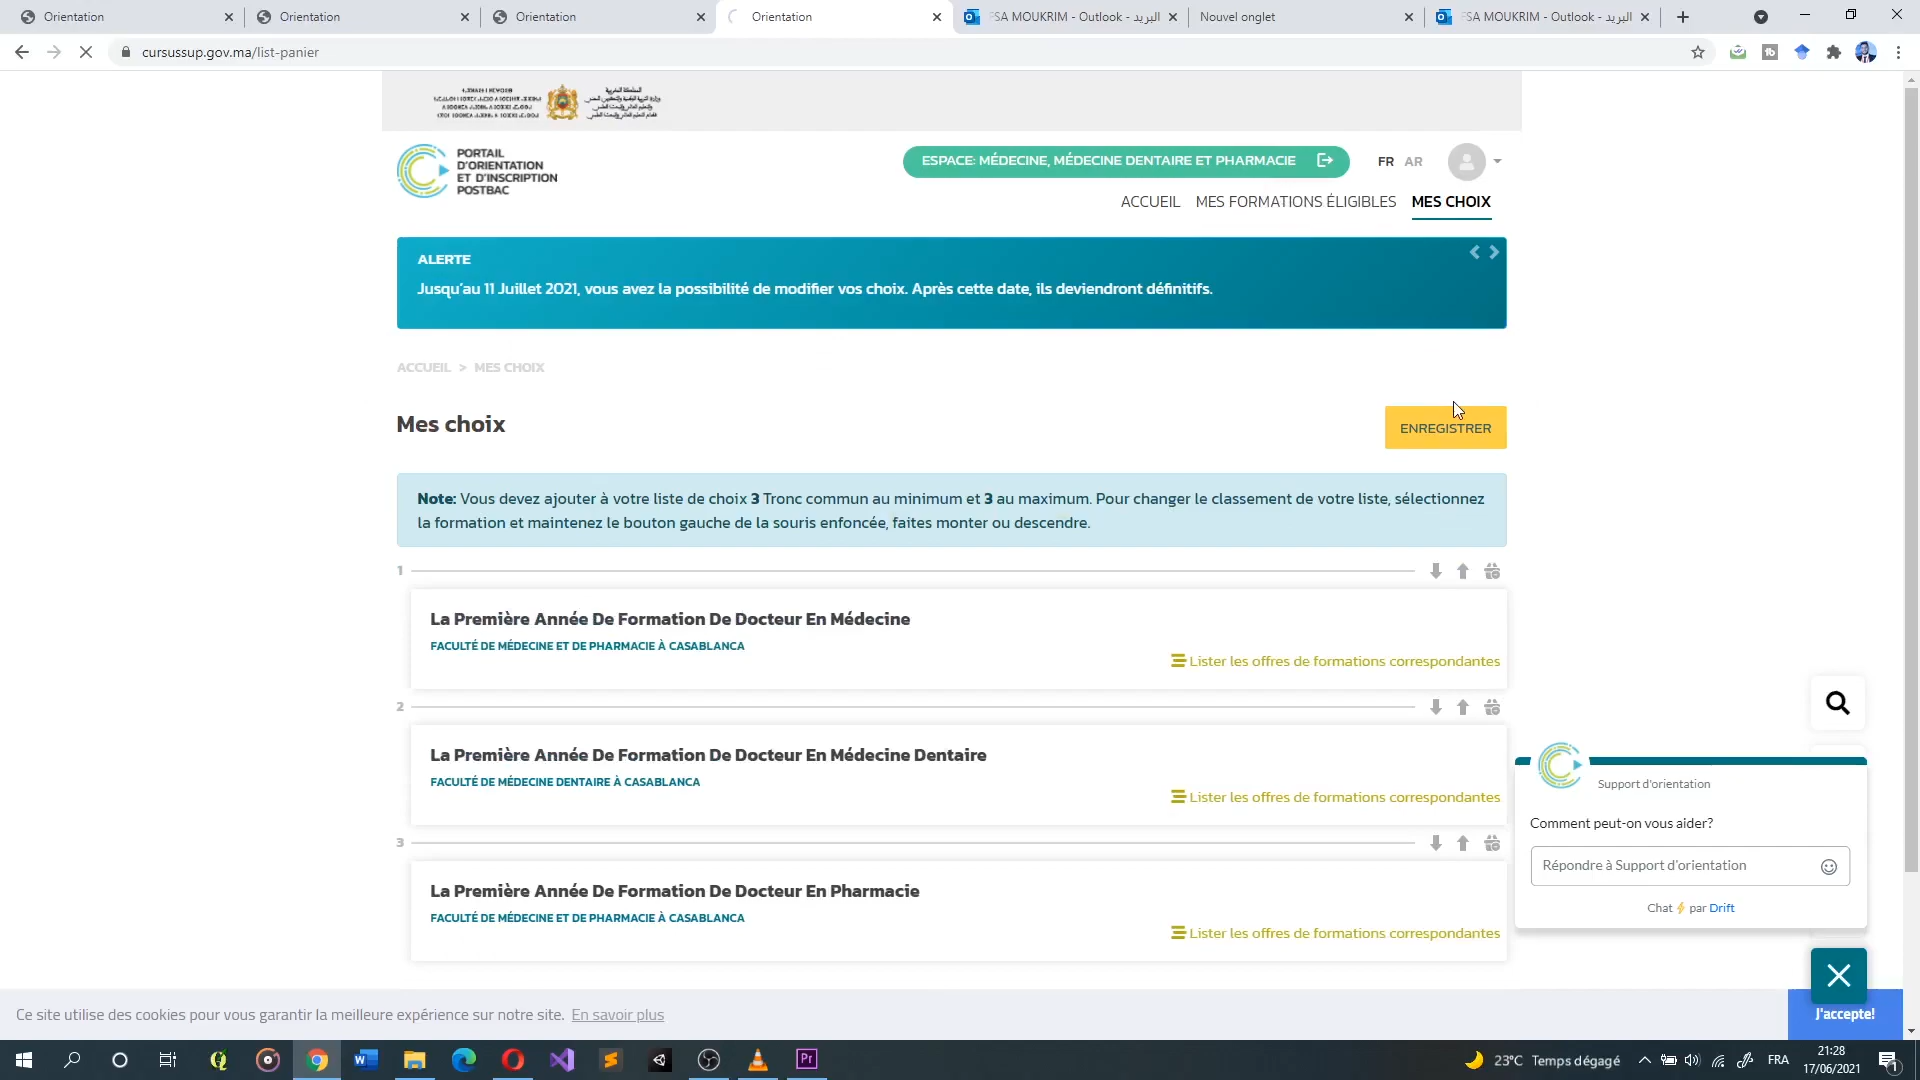 Orientation
Orientation
Orientation
Orientation
SA MOUKRIM - Outlook - البريد
Nouvel onglet
SA MOUKRIM - Outlook - البريد
cursussup.gov.ma/list-panier
PORTAIL
D'ORIENTATION
ET D'INSCRIPTION
POSTBAC
ESPACE: MÉDECINE, MÉDECINE DENTAIRE ET PHARMACIE
FR AR
ACCUEIL MES FORMATIONS ÉLIGIBLES MES CHOIX
ALERTE
Jusqu'au 11 Juillet 2021, vous avez la possibilité de modifier vos choix. Après cette date, ils deviendront définitifs.
ACCUEIL > MES CHOIX
Mes choix
ENREGISTRER
Note: Vous devez ajouter à votre liste de choix 3 Tronc commun au minimum et 3 au maximum. Pour changer le classement de votre liste, sélectionnez
la formation et maintenez le bouton gauche de la souris enfoncée, faites monter ou descendre.
1
La Première Année De Formation De Docteur En Médecine
FACULTÉ DE MÉDECINE ET DE PHARMACIE À CASABLANCA
Lister les offres de formations correspondantes
2
La Première Année De Formation De Docteur En Médecine Dentaire
FACULTÉ DE MÉDECINE DENTAIRE À CASABLANCA
Lister les offres de formations correspondantes
3
La Première Année De Formation De Docteur En Pharmacie
FACULTÉ DE MÉDECINE ET DE PHARMACIE À CASABLANCA
Lister les offres de formations correspondantes
Support d'orientation
Comment peut-on vous aider?
Répondre à Support d'orientation
Chat par Drift
Ce site utilise des cookies pour vous garantir la meilleure expérience sur notre site. En savoir plus
J'accepte!
23°C Temps dégagé
FRA
21:28
17/06/2021
1